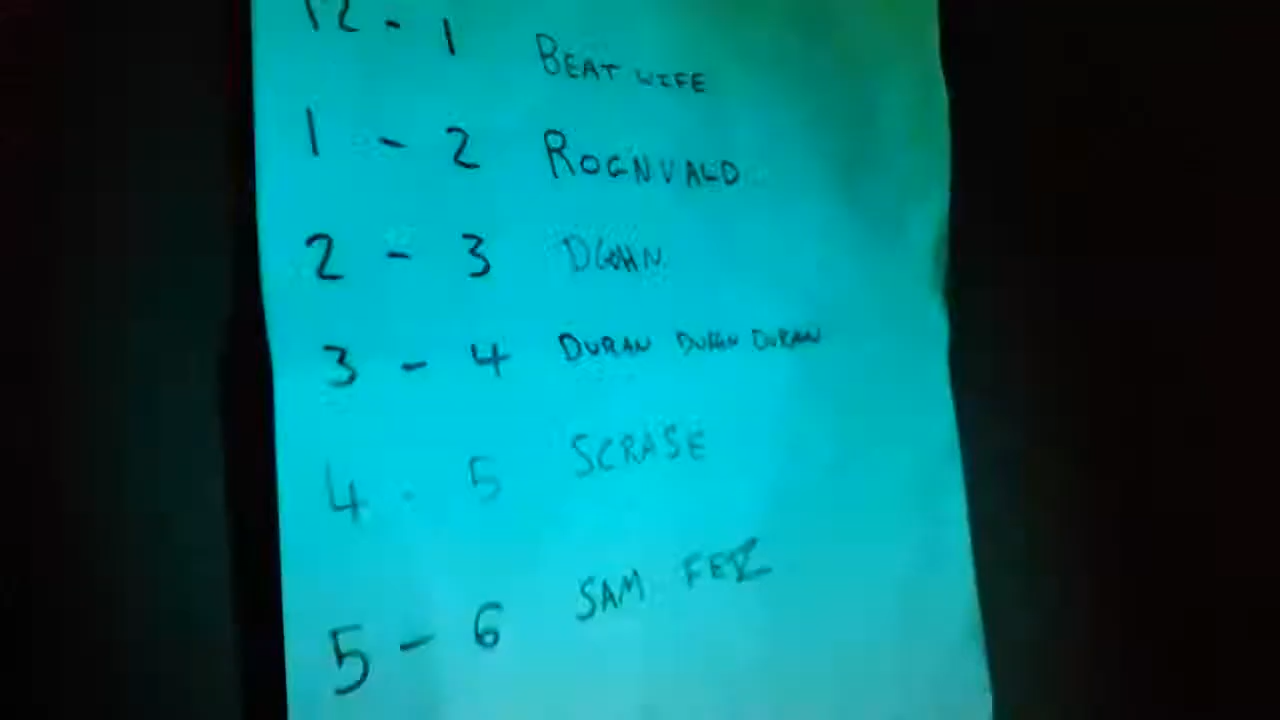 12 - 1 BEAT WIFE
1 - 2 ROGNVALD
2 - 3 DGOHN
3 - 4 DURAN DURAN DURAN
4 - 5 SCRASE
5 - 6 SAM